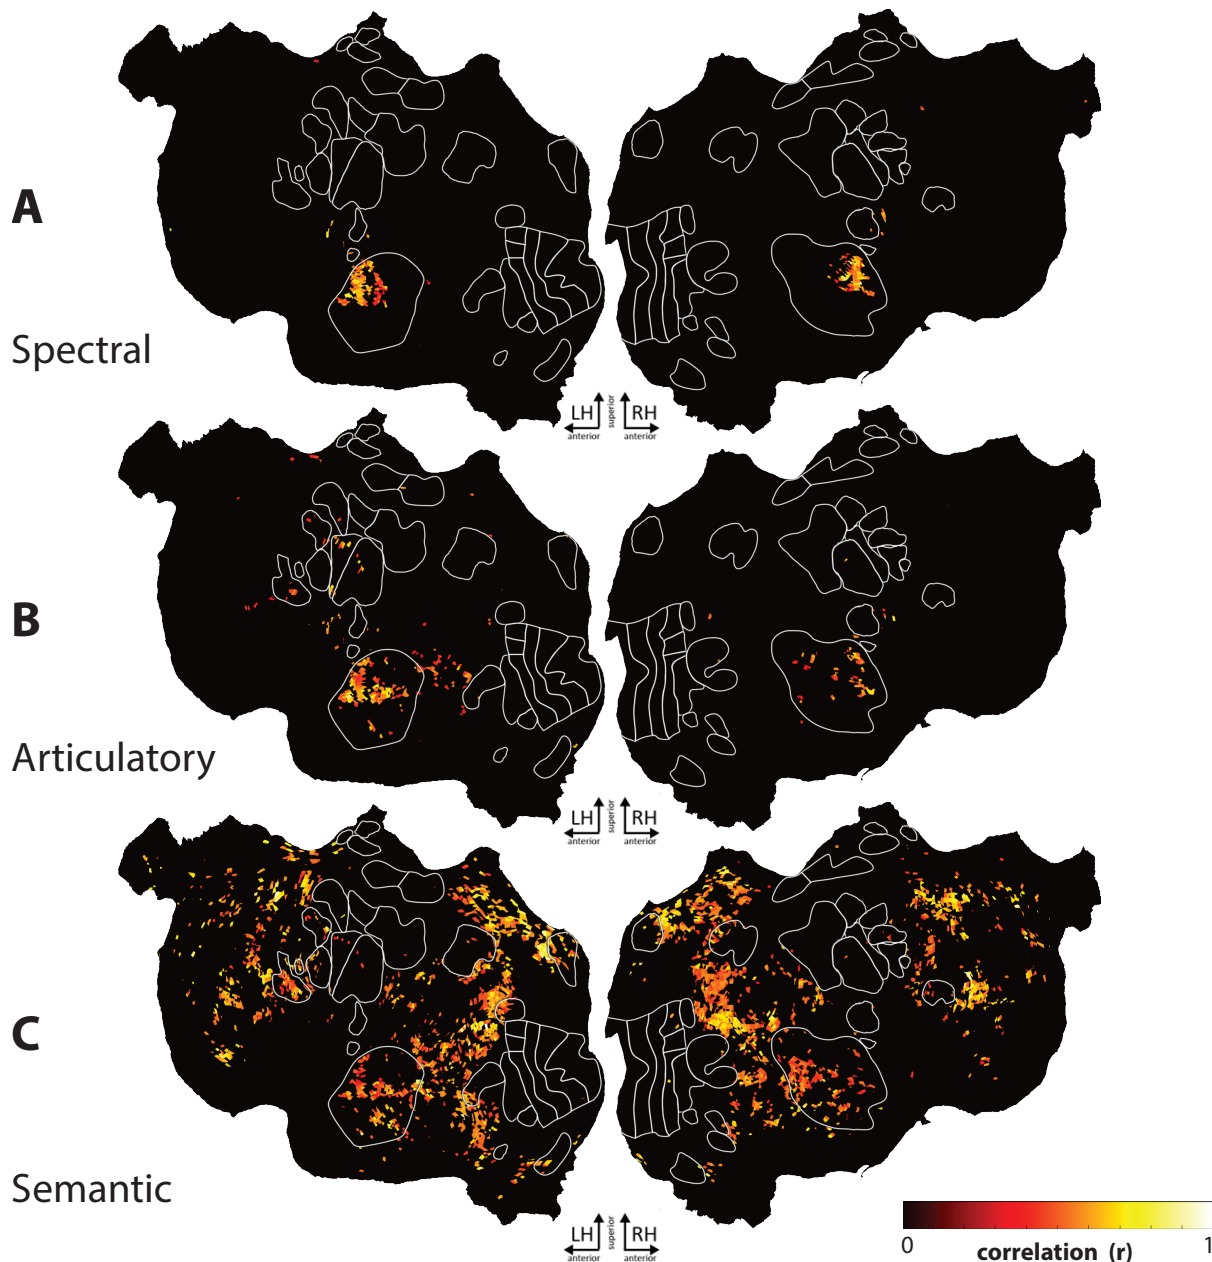 A
Spectral
LH superior RH
anterior anterior
B
Articulatory
LH superior RH
anterior anterior
C
Semantic
LH superior RH
anterior anterior
0 correlation (r) 1